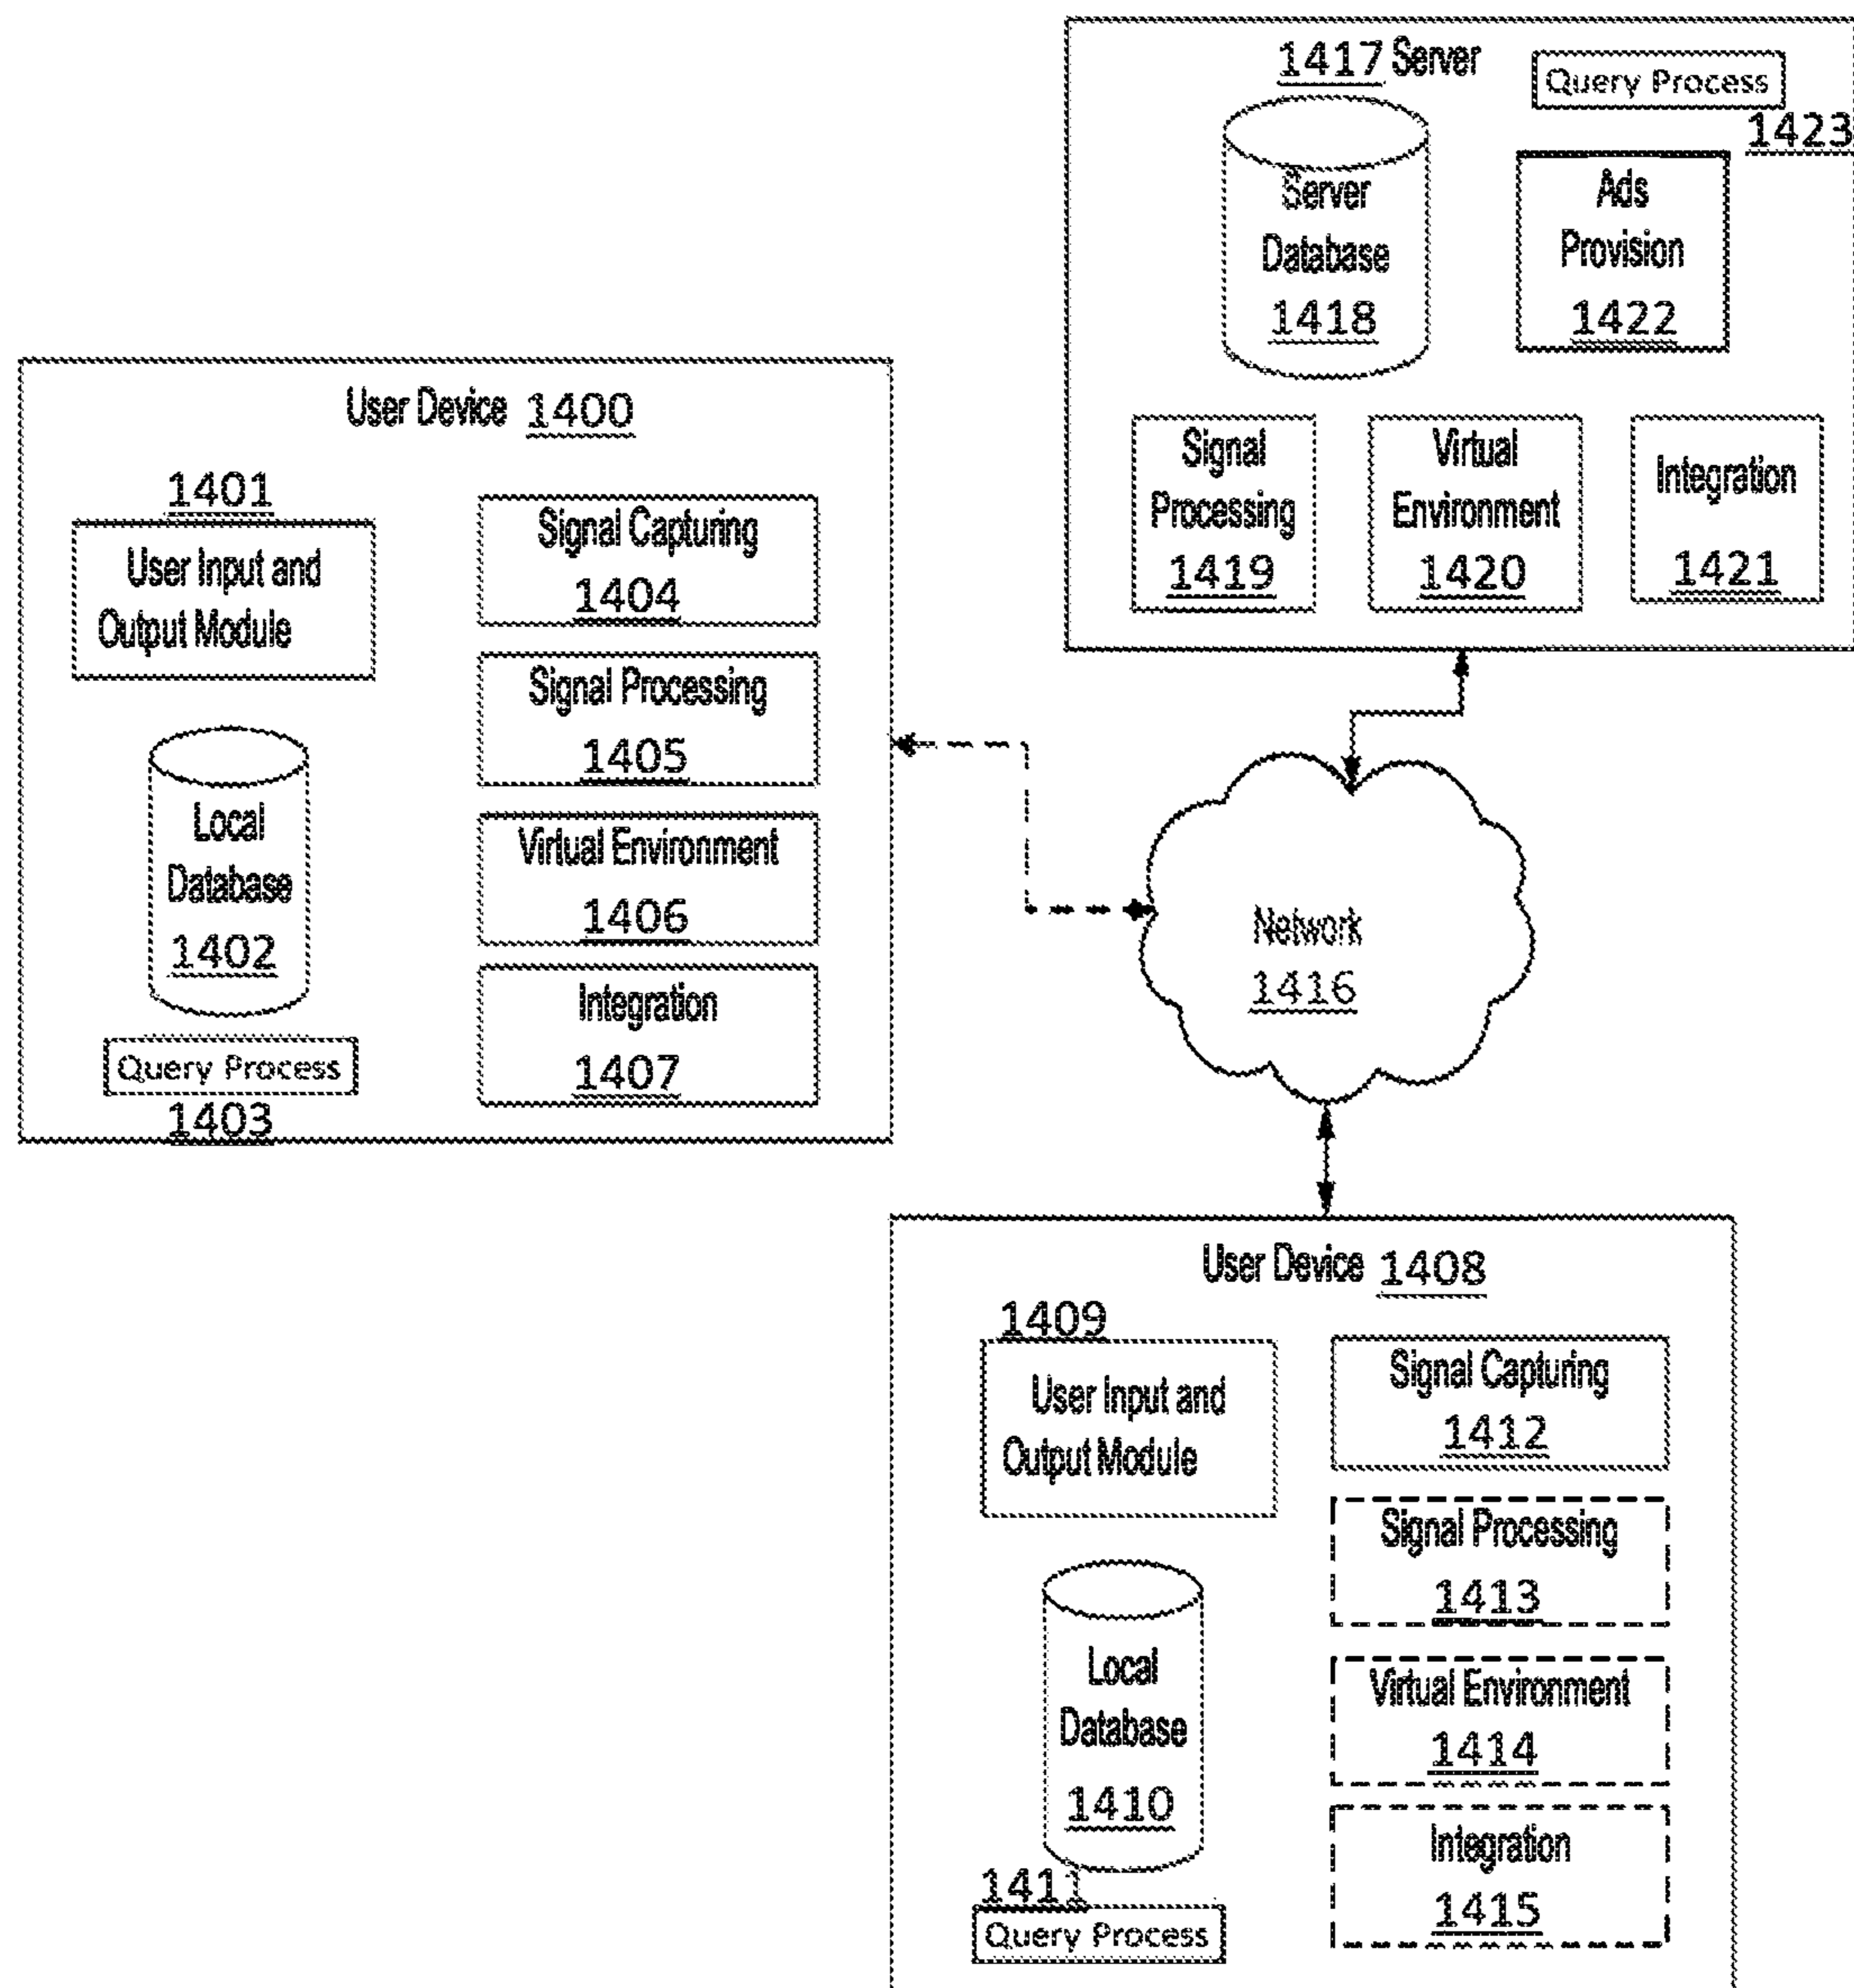 1417 Server
Query Process
1423
Server
Database
1418
Ads
Provision
1422
Signal
Processing
1419
Virtual
Environment
1420
Integration
1421
User Device 1400
1401
User Input and
Output Module
Local
Database
1402
Query Process
1403
Signal Capturing
1404
Signal Processing
1405
Virtual Environment
1406
Integration
1407
Network
1416
User Device 1408
1409
User Input and
Output Module
Local
Database
1410
1411
Query Process
Signal Capturing
1412
Signal Processing
1413
Virtual Environment
1414
Integration
1415